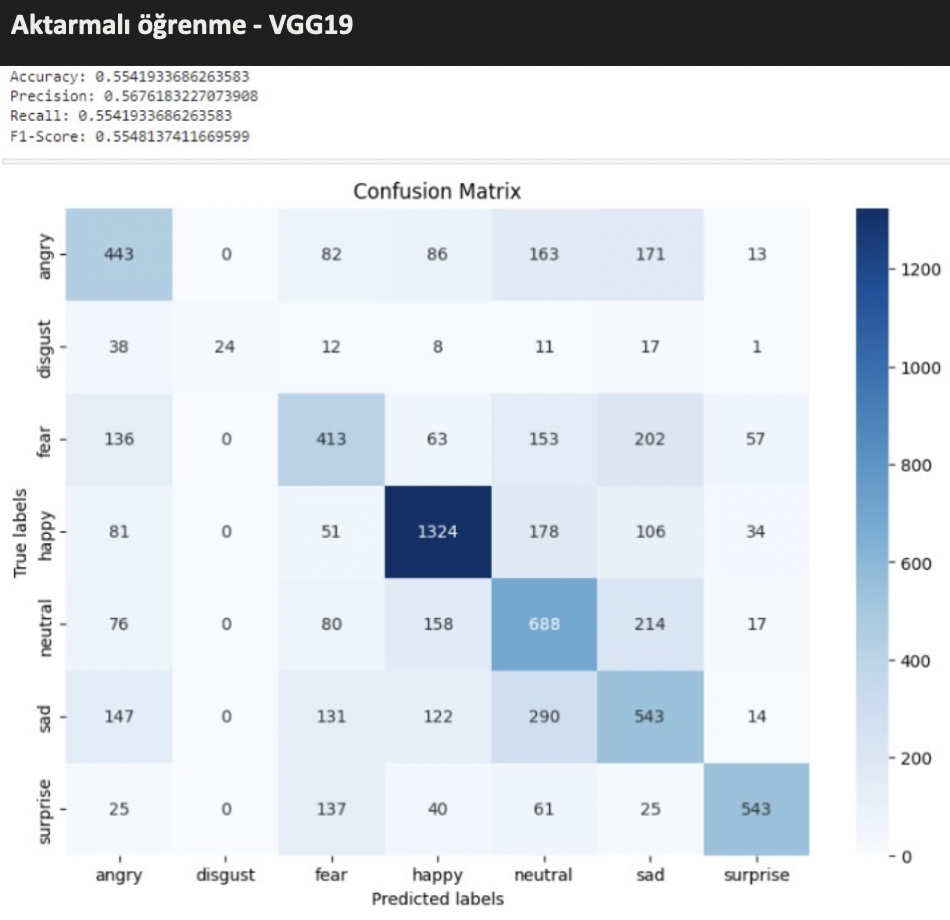 Aktarmalı öğrenme - VGG19
Accuracy: 0.5541933686263583
Precision: 0.5676183227073908
Recall: 0.5541933686263583
F1-Score: 0.5548137411669599
Confusion Matrix
True labels
angry 443 0 82 86 163 171 13
disgust 38 24 12 8 11 17 1
fear 136 0 413 63 153 202 57
happy 81 0 51 1324 178 106 34
neutral 76 0 80 158 688 214 17
sad 147 0 131 122 290 543 14
surprise 25 0 137 40 61 25 543
angry disgust fear happy neutral sad surprise
Predicted labels
1200
1000
800
600
400
200
0